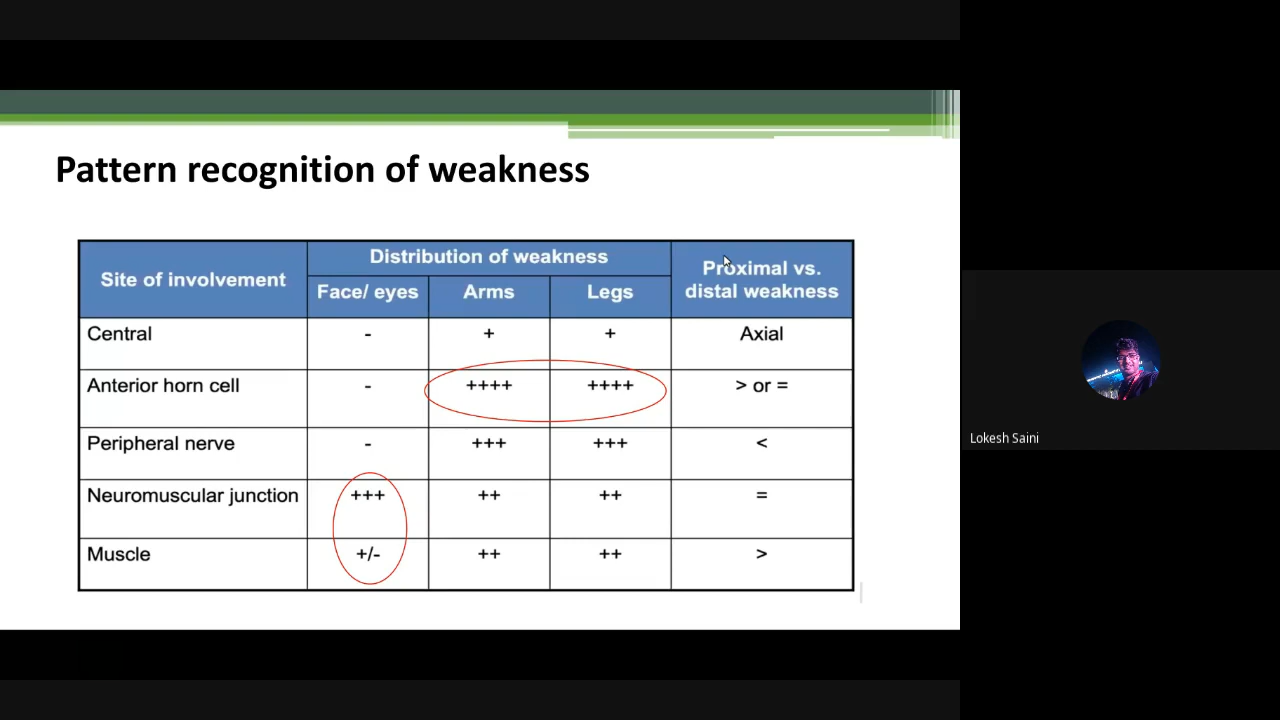 Pattern recognition of weakness
Site of involvement
Distribution of weakness
Proximal vs.
distal weakness
Face/ eyes Arms Legs
Central - + + Axial
Anterior horn cell - ++++ ++++ > or =
Peripheral nerve - +++ +++ <
Neuromuscular junction +++ ++ ++ =
Muscle +/- ++ ++ >
Lokesh Saini